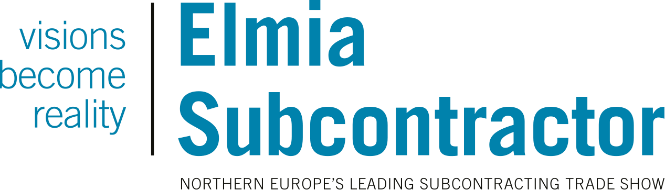 visions
become
reality
Elmia
Subcontractor
NORTHERN EUROPE'S LEADING SUBCONTRACTING TRADE SHOW